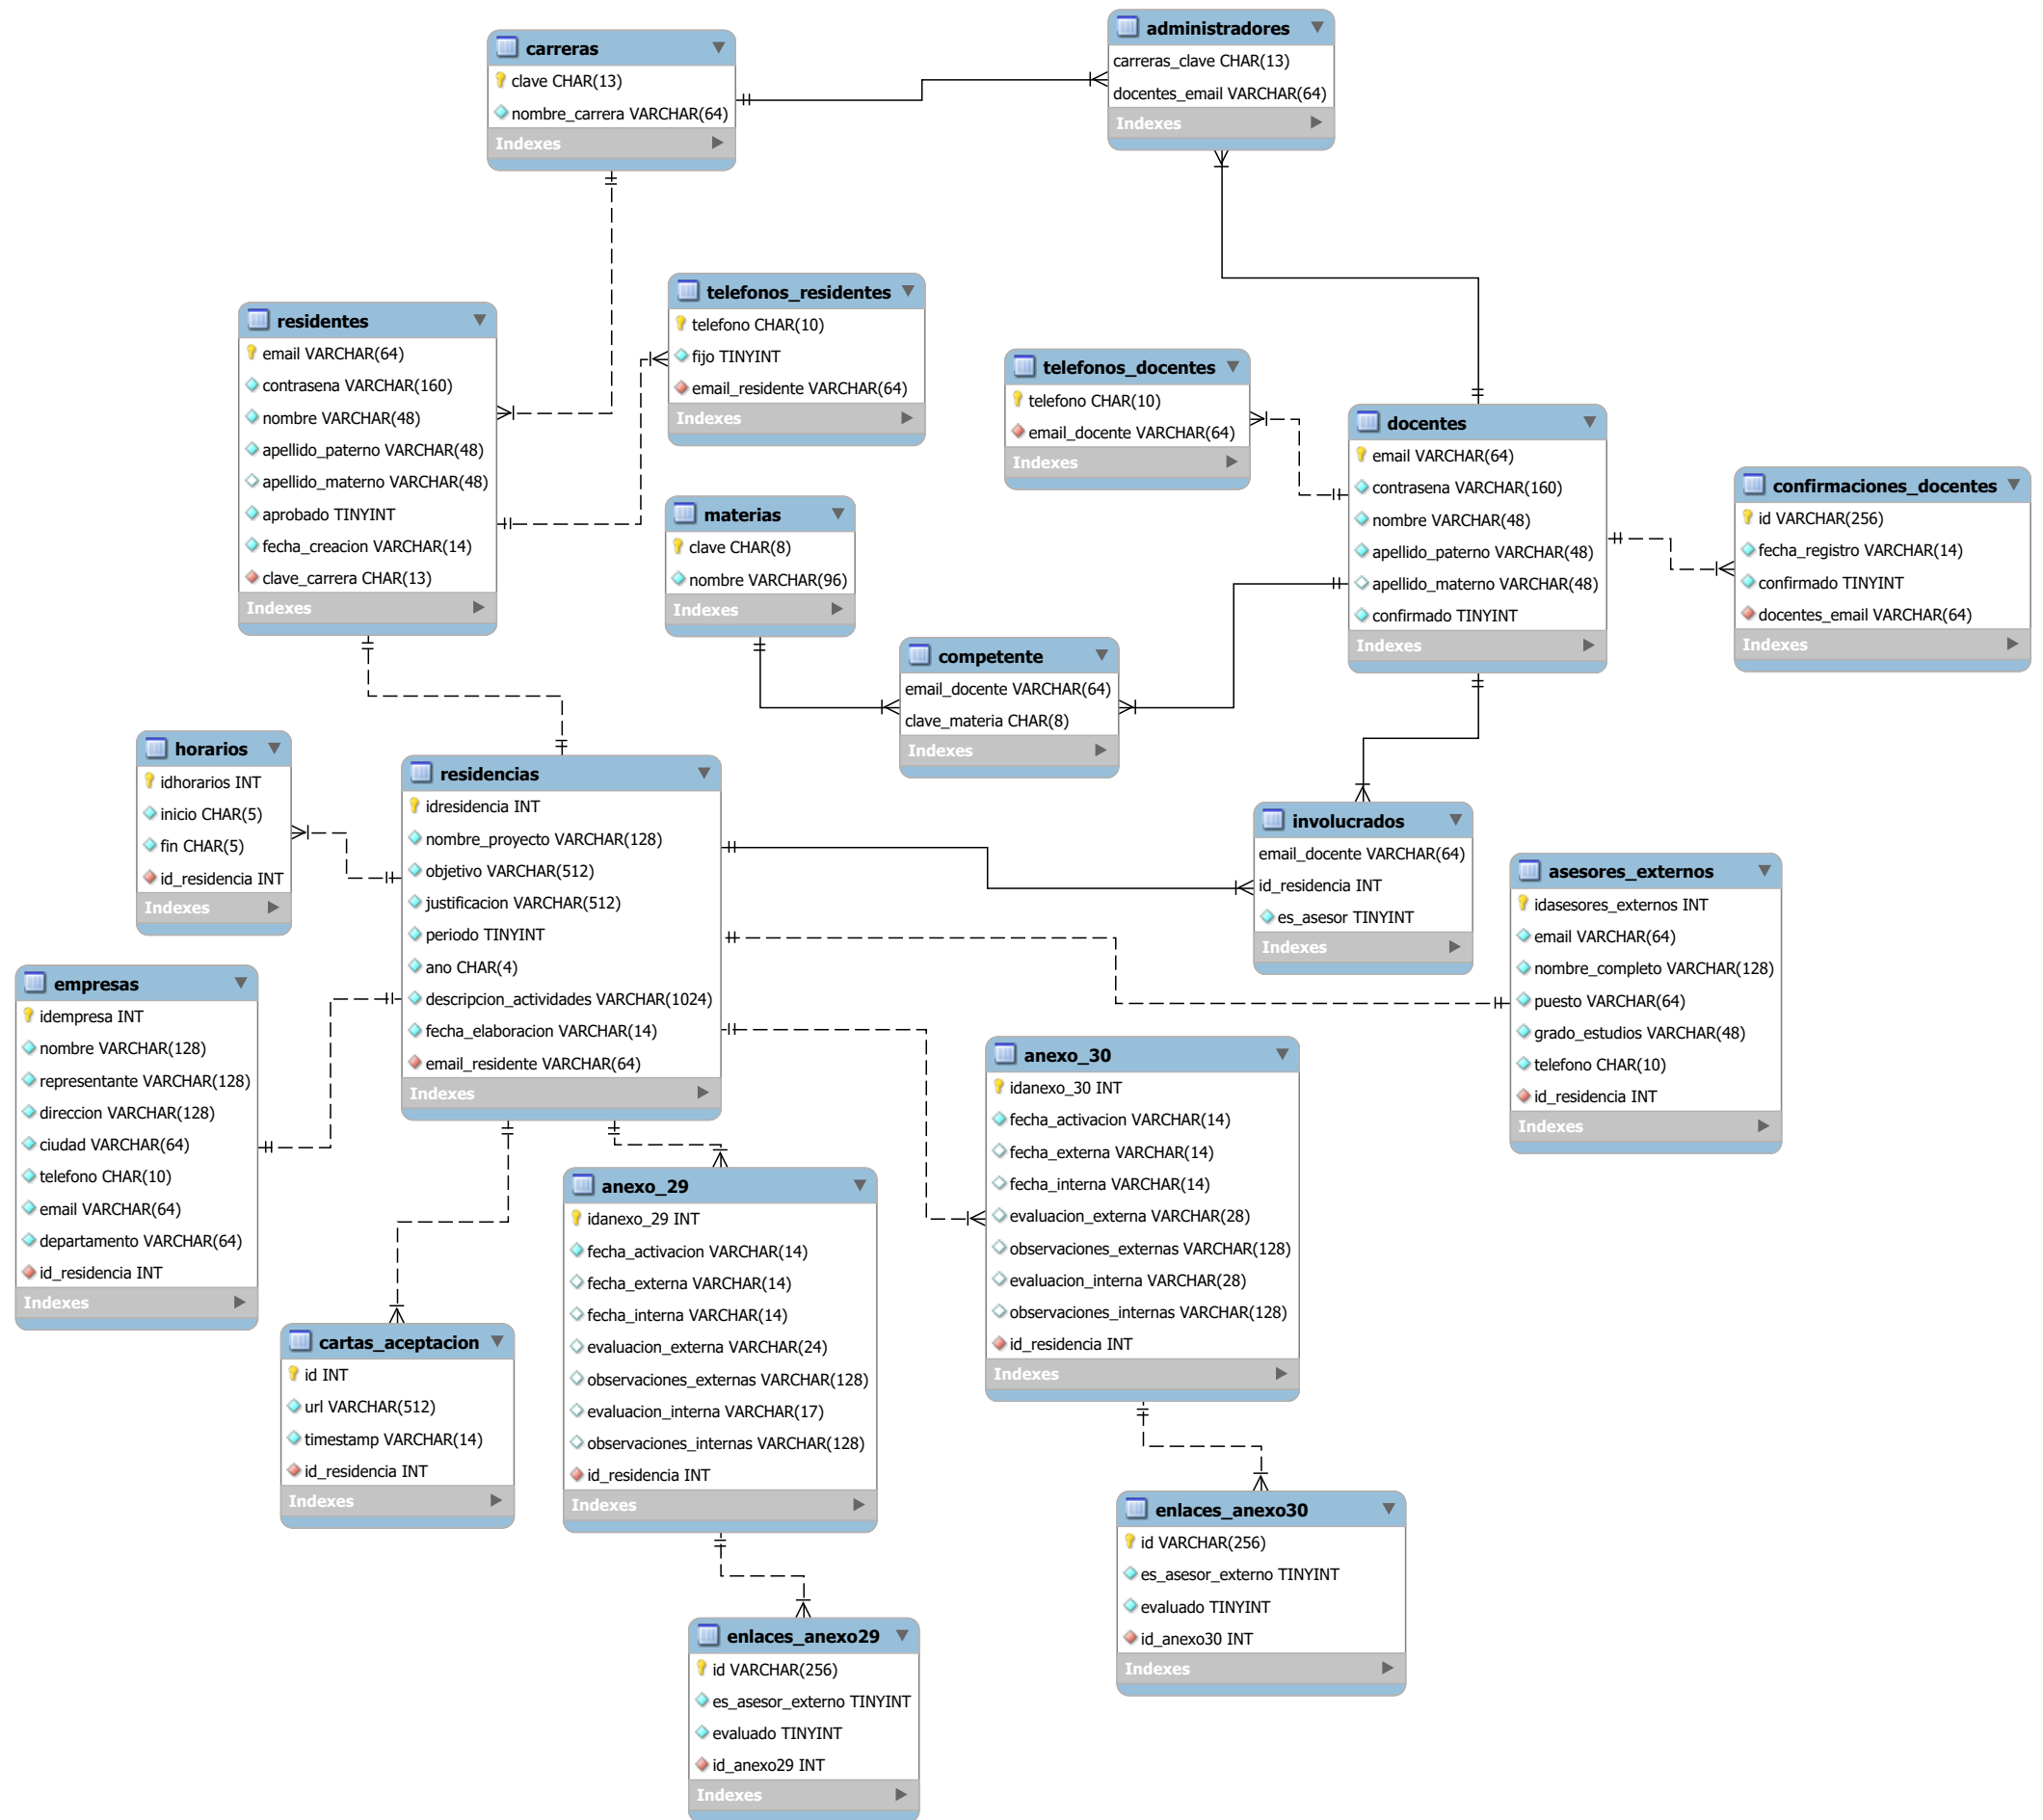 carreras
clave CHAR(13)
nombre_carrera VARCHAR(64)
Indexes
administradores
carreras_clave CHAR(13)
docentes_email VARCHAR(64)
Indexes
telefonos_residentes
telefono CHAR(10)
fijo TINYINT
email_residente VARCHAR(64)
Indexes
residentes
email VARCHAR(64)
contrasena VARCHAR(160)
nombre VARCHAR(48)
apellido_paterno VARCHAR(48)
apellido_materno VARCHAR(48)
aprobado TINYINT
fecha_creacion VARCHAR(14)
clave_carrera CHAR(13)
Indexes
telefonos_docentes
telefono CHAR(10)
email_docente VARCHAR(64)
Indexes
docentes
email VARCHAR(64)
contrasena VARCHAR(160)
nombre VARCHAR(48)
apellido_paterno VARCHAR(48)
apellido_materno VARCHAR(48)
confirmado TINYINT
Indexes
confirmaciones_docentes
id VARCHAR(256)
fecha_registro VARCHAR(14)
confirmado TINYINT
docentes_email VARCHAR(64)
Indexes
materias
clave CHAR(8)
nombre VARCHAR(96)
Indexes
competente
email_docente VARCHAR(64)
clave_materia CHAR(8)
Indexes
horarios
idhorarios INT
inicio CHAR(5)
fin CHAR(5)
id_residencia INT
Indexes
residencias
idresidencia INT
nombre_proyecto VARCHAR(128)
objetivo VARCHAR(512)
justificacion VARCHAR(512)
periodo TINYINT
ano CHAR(4)
descripcion_actividades VARCHAR(1024)
fecha_elaboracion VARCHAR(14)
email_residente VARCHAR(64)
Indexes
involucrados
email_docente VARCHAR(64)
id_residencia INT
es_asesor TINYINT
Indexes
asesores_externos
idasesores_externos INT
email VARCHAR(64)
nombre_completo VARCHAR(128)
puesto VARCHAR(64)
grado_estudios VARCHAR(48)
telefono CHAR(10)
id_residencia INT
Indexes
empresas
idempresa INT
nombre VARCHAR(128)
representante VARCHAR(128)
direccion VARCHAR(128)
ciudad VARCHAR(64)
telefono CHAR(10)
email VARCHAR(64)
departamento VARCHAR(64)
id_residencia INT
Indexes
anexo_30
idanexo_30 INT
fecha_activacion VARCHAR(14)
fecha_externa VARCHAR(14)
fecha_interna VARCHAR(14)
evaluacion_externa VARCHAR(28)
observaciones_externas VARCHAR(128)
evaluacion_interna VARCHAR(28)
observaciones_internas VARCHAR(128)
id_residencia INT
Indexes
anexo_29
idanexo_29 INT
fecha_activacion VARCHAR(14)
fecha_externa VARCHAR(14)
fecha_interna VARCHAR(14)
evaluacion_externa VARCHAR(24)
observaciones_externas VARCHAR(128)
evaluacion_interna VARCHAR(17)
observaciones_internas VARCHAR(128)
id_residencia INT
Indexes
cartas_aceptacion
id INT
url VARCHAR(512)
timestamp VARCHAR(14)
id_residencia INT
Indexes
enlaces_anexo30
id VARCHAR(256)
es_asesor_externo TINYINT
evaluado TINYINT
id_anexo30 INT
Indexes
enlaces_anexo29
id VARCHAR(256)
es_asesor_externo TINYINT
evaluado TINYINT
id_anexo29 INT
Indexes